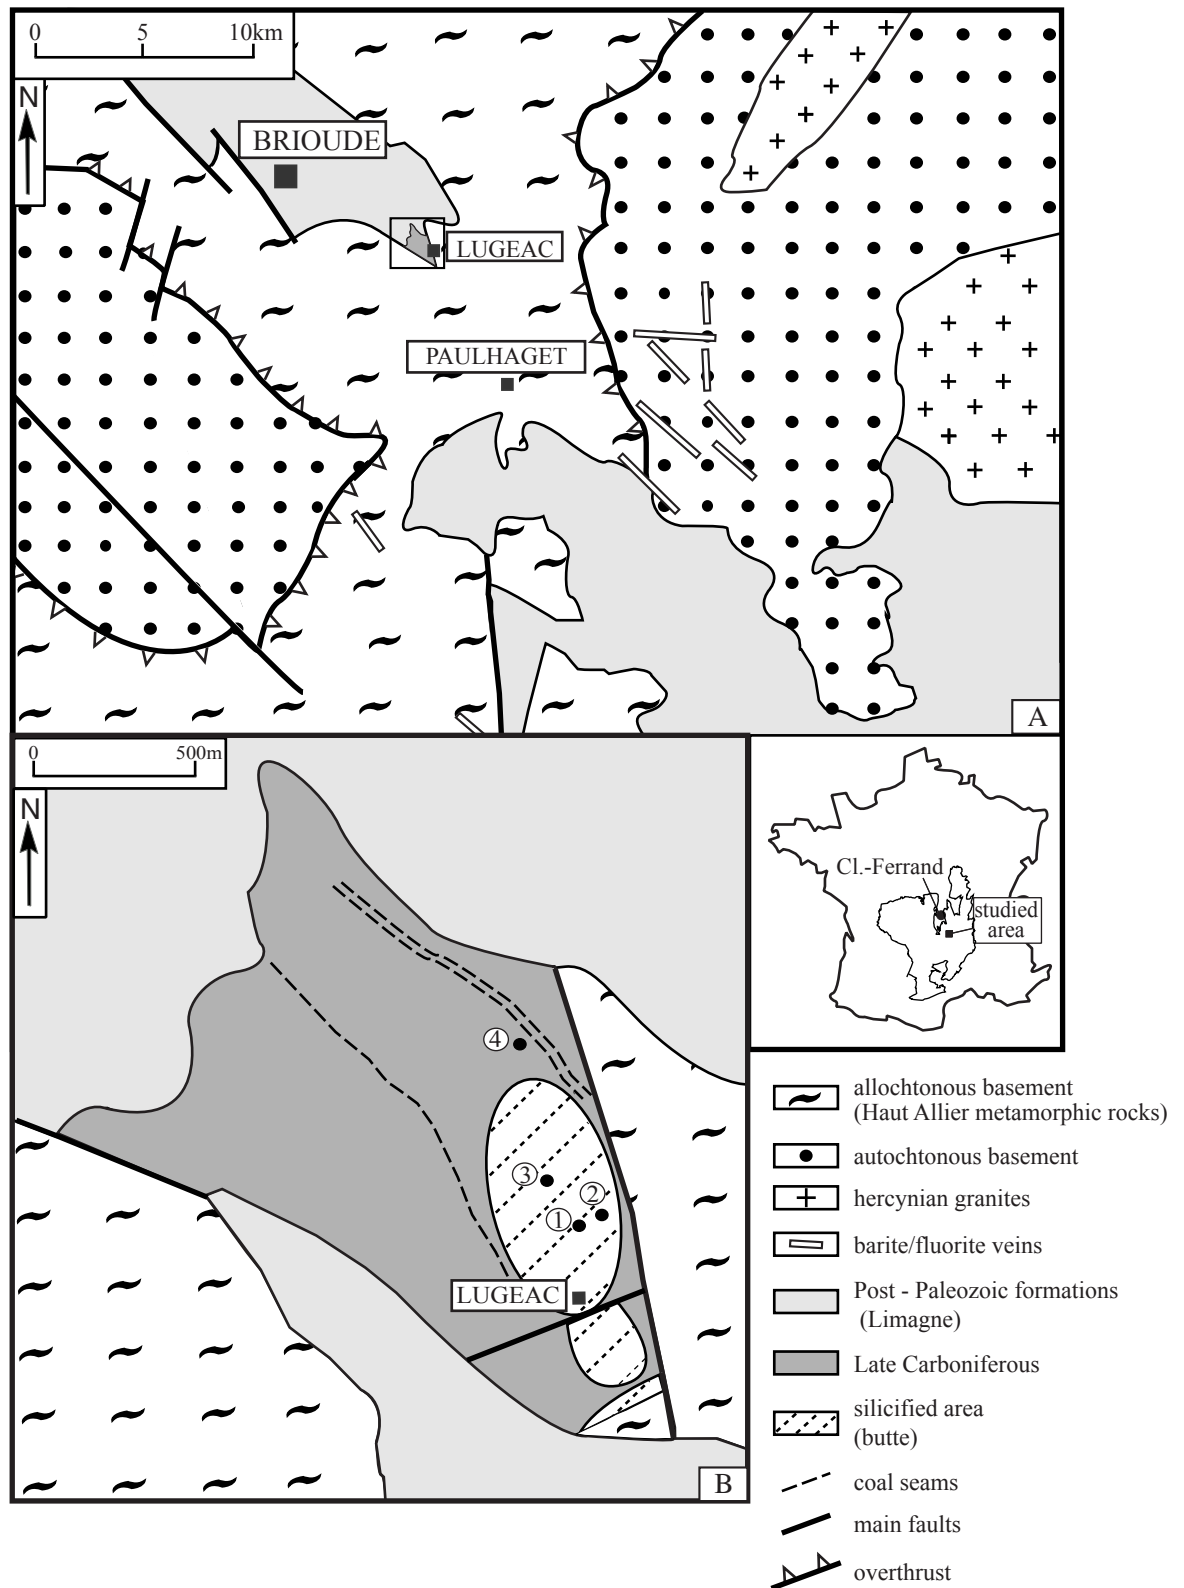 0 5 10km
N
BRIOUDE
LUGEAC
PAULHAGET
A
0 500m
N
4
3
2
1
LUGEAC
B
Cl.-Ferrand
studied
area
allochtonous basement
(Haut Allier metamorphic rocks)
autochtonous basement
hercynian granites
barite/fluorite veins
Post - Paleozoic formations
(Limagne)
Late Carboniferous
silicified area
(butte)
coal seams
main faults
overthrust